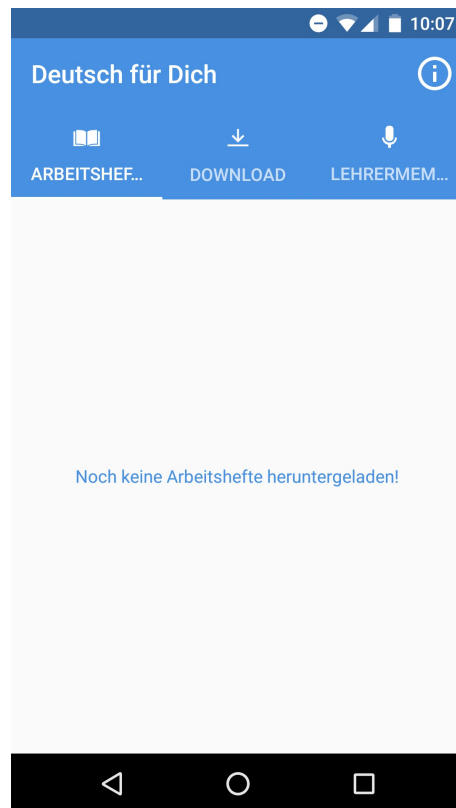 10:07
Deutsch für Dich
ARBEITSHEF...
DOWNLOAD
LEHRERMEM...
Noch keine Arbeitshefte heruntergeladen!